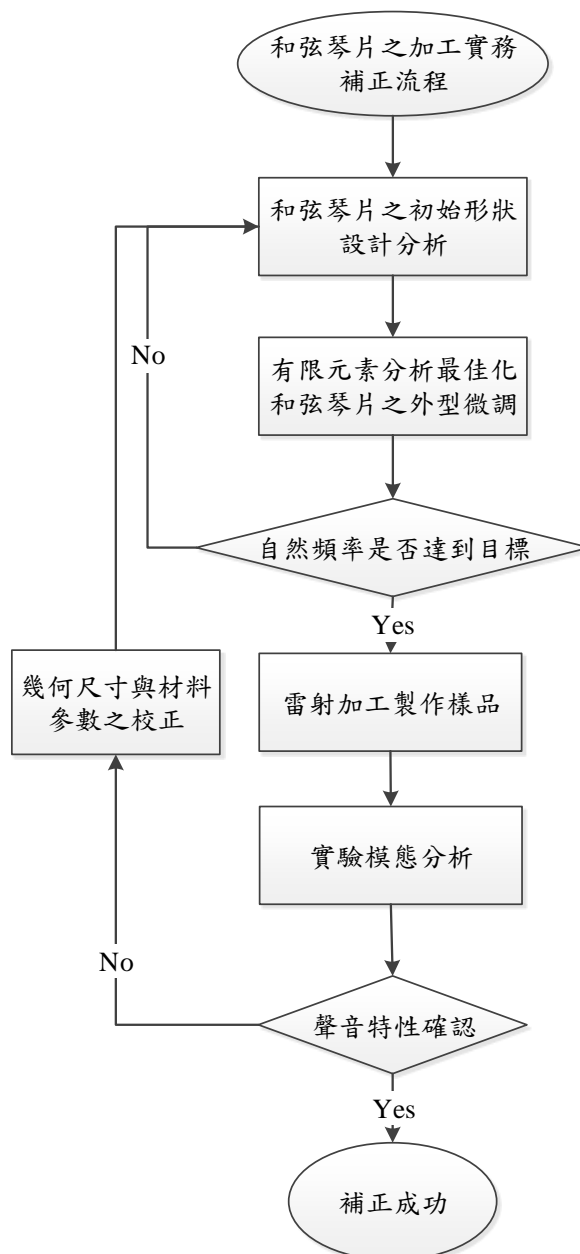 和弦琴片之加工實務
補正流程
和弦琴片之初始形狀
設計分析
No
有限元素分析最佳化
和弦琴片之外型微調
自然頻率是否達到目標
Yes
幾何尺寸與材料
參數之校正
雷射加工製作樣品
實驗模態分析
No
聲音特性確認
Yes
補正成功